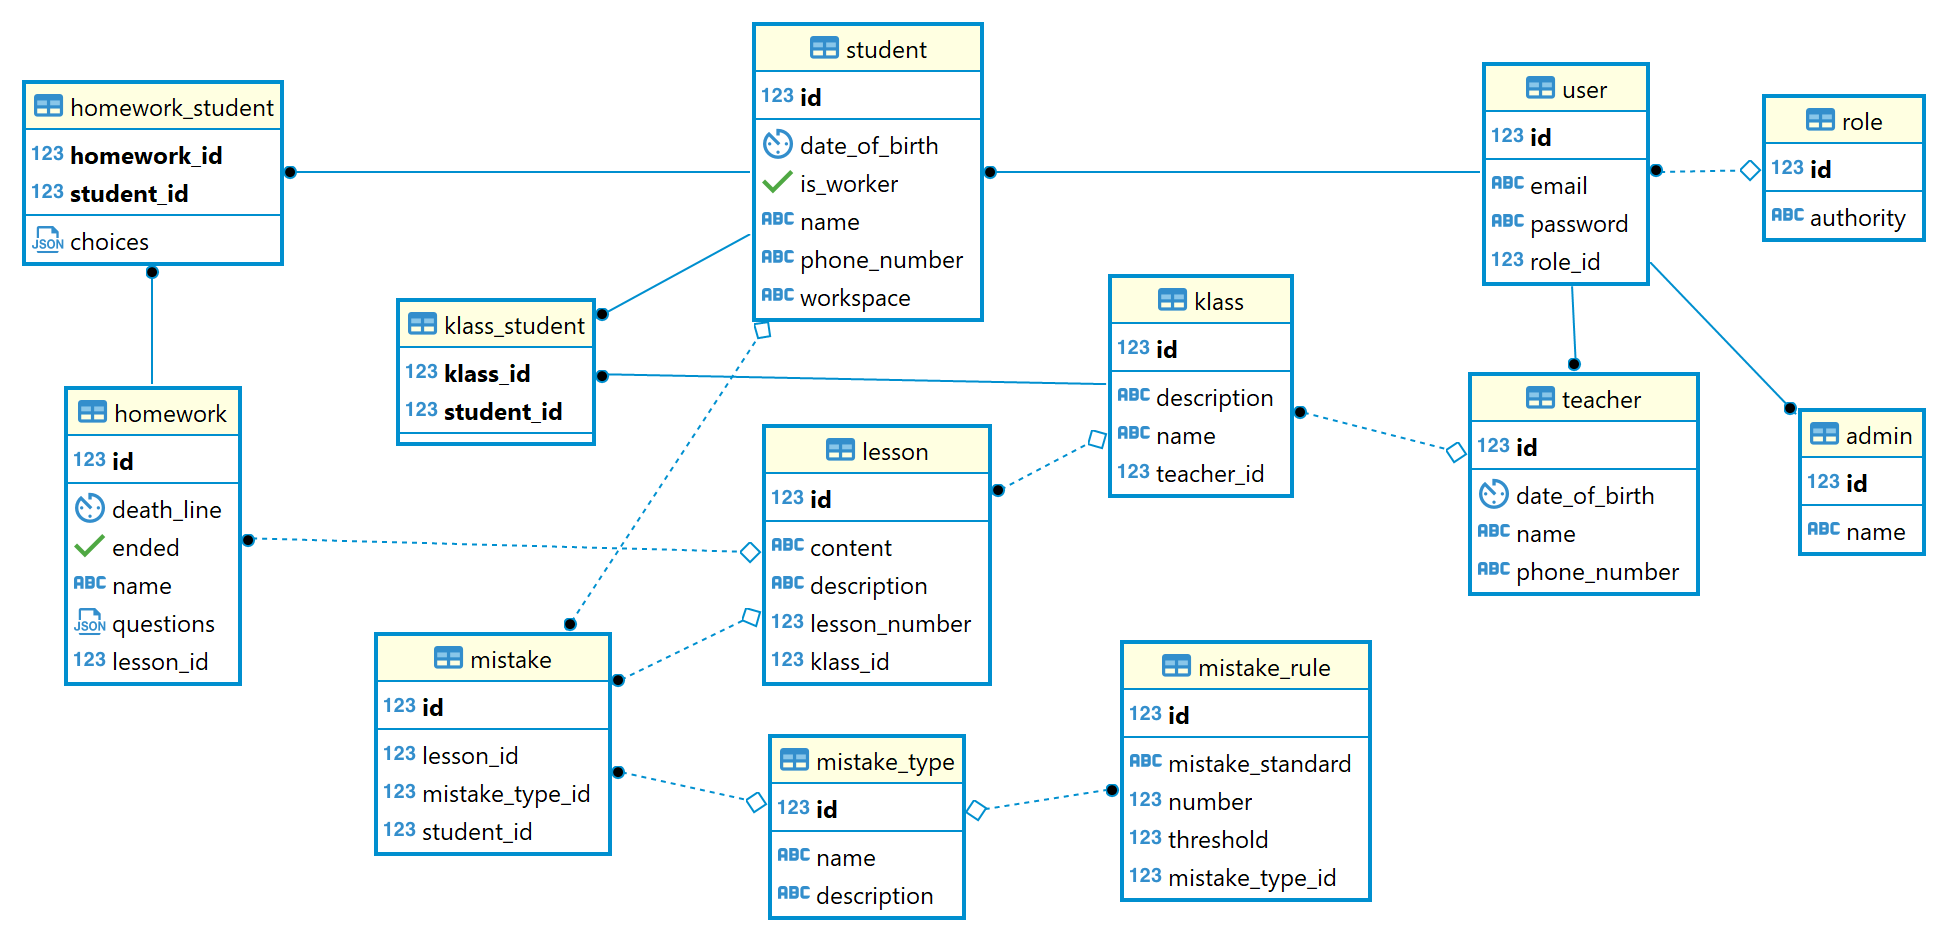 student
123 id
date_of_birth
is_worker
ABC name
ABC phone_number
ABC workspace
user
123 id
ABC email
ABC password
123 role_id
role
123 id
ABC authority
homework_student
123 homework_id
123 student_id
JSON choices
klass_student
123 klass_id
123 student_id
klass
123 id
ABC description
ABC name
123 teacher_id
teacher
123 id
date_of_birth
ABC name
ABC phone_number
admin
123 id
ABC name
homework
123 id
death_line
ended
ABC name
JSON questions
123 lesson_id
lesson
123 id
ABC content
ABC description
123 lesson_number
123 klass_id
mistake
123 id
123 lesson_id
123 mistake_type_id
123 student_id
mistake_type
123 id
ABC name
ABC description
mistake_rule
123 id
ABC mistake_standard
123 number
123 threshold
123 mistake_type_id